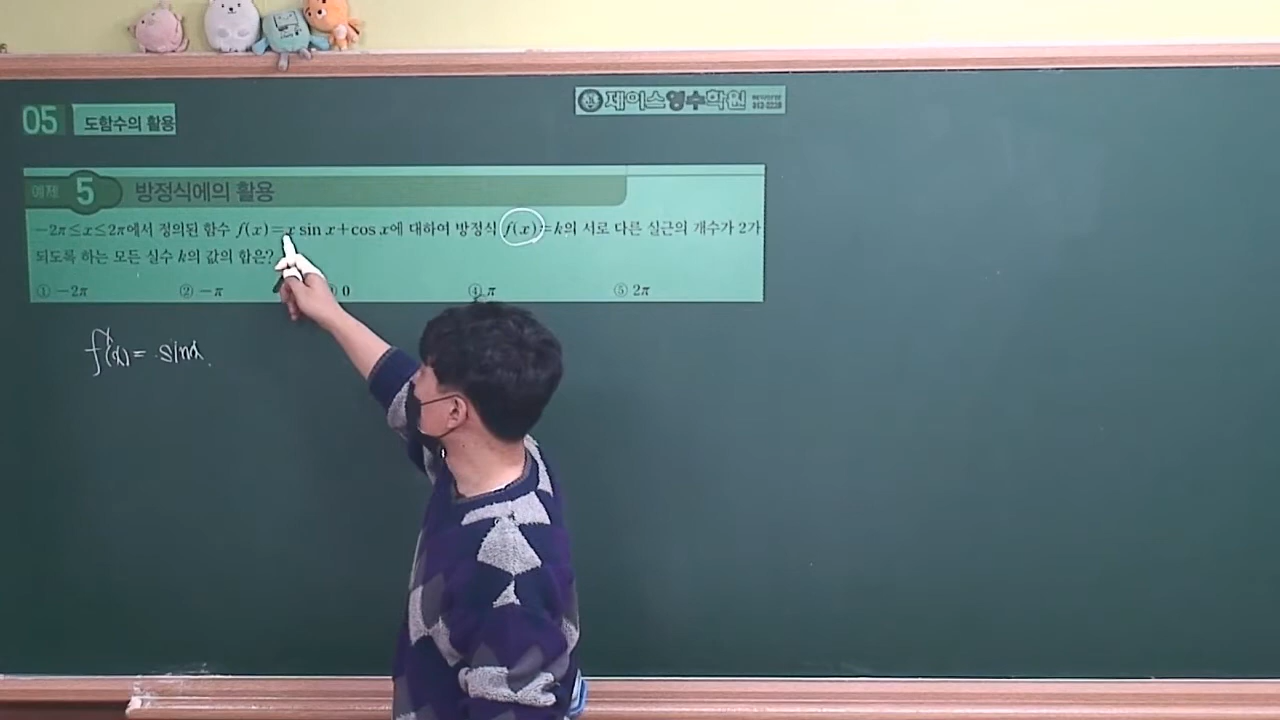 05 도함수의 활용
제이스영수학원
예제 5 방정식에의 활용
−2π≤x≤2π에서 정의된 함수 f(x)=x sin x+cos x에 대하여 방정식 f(x)=k의 서로 다른 실근의 개수가 2가
되도록 하는 모든 실수 k의 값의 합은?
① −2π ② −π 0 ④ π ⑤ 2π
f'(x)= sinx